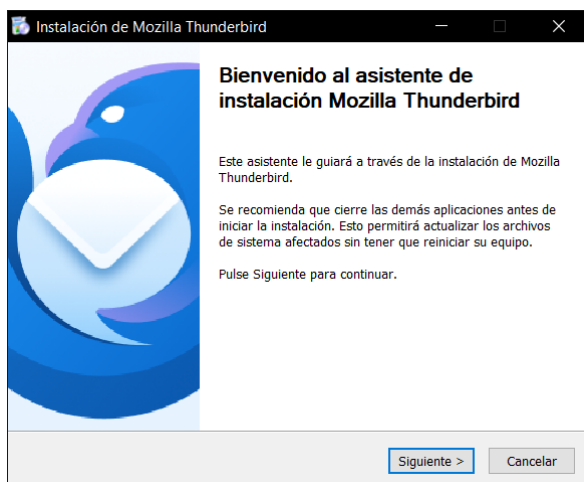 Instalación de Mozilla Thunderbird
Bienvenido al asistente de
instalación Mozilla Thunderbird
Este asistente le guiará a través de la instalación de Mozilla
Thunderbird.
Se recomienda que cierre las demás aplicaciones antes de
iniciar la instalación. Esto permitirá actualizar los archivos
de sistema afectados sin tener que reiniciar su equipo.
Pulse Siguiente para continuar.
Siguiente >
Cancelar